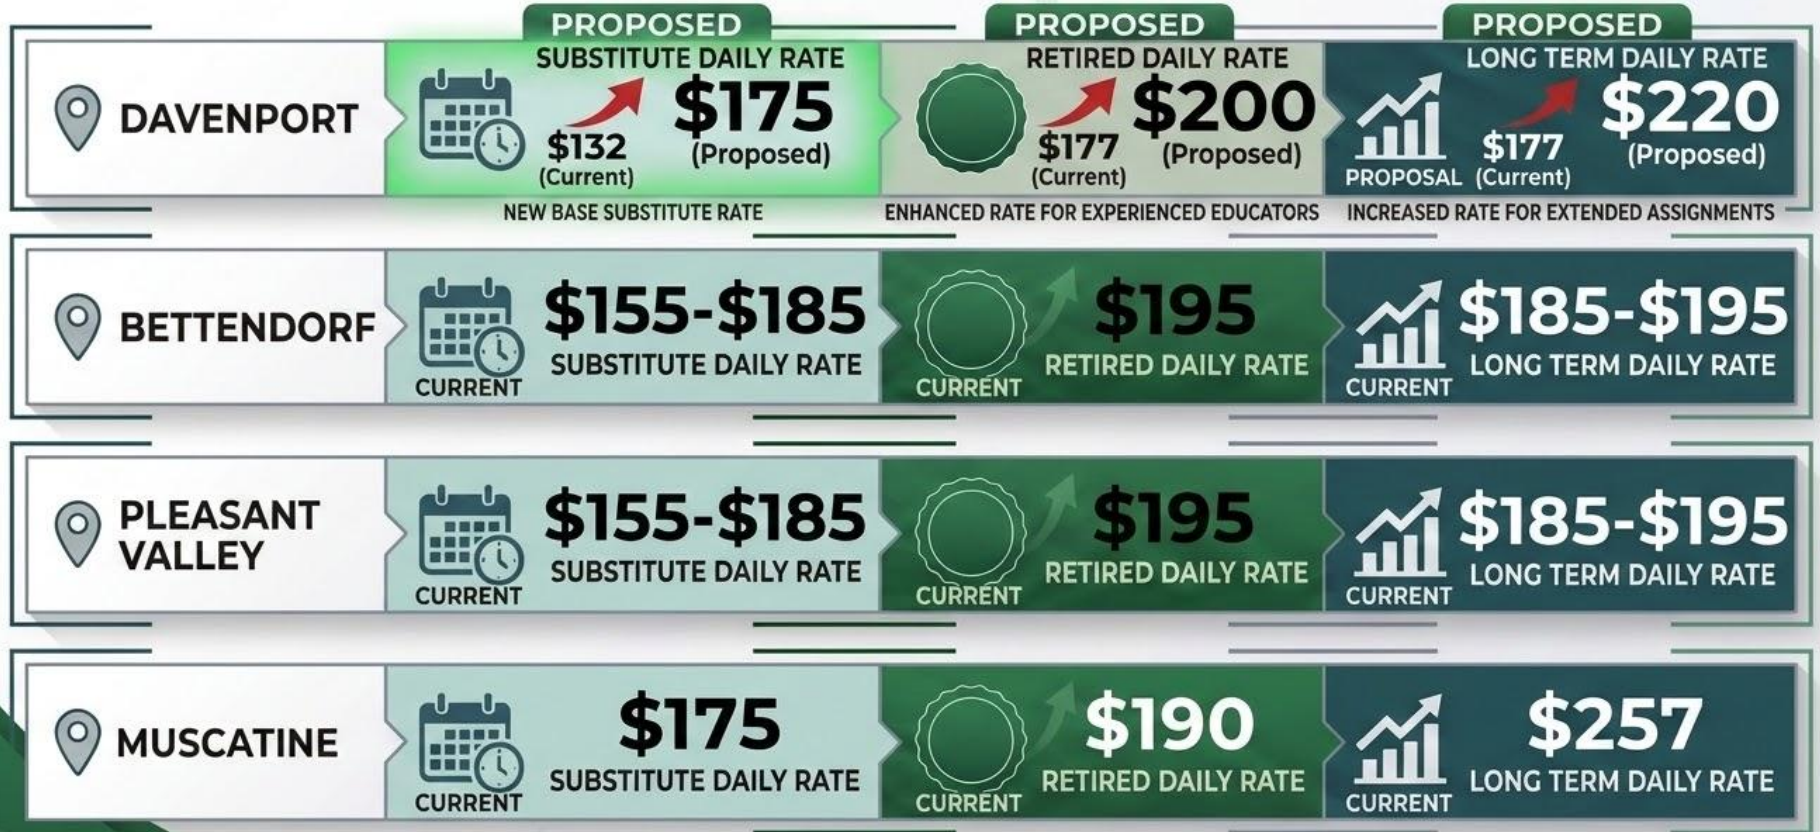 PROPOSED
SUBSTITUTE DAILY RATE
PROPOSED
RETIRED DAILY RATE
PROPOSED
LONG TERM DAILY RATE
DAVENPORT
$132
(Current)
$175
(Proposed)
NEW BASE SUBSTITUTE RATE
$177
(Current)
$200
(Proposed)
ENHANCED RATE FOR EXPERIENCED EDUCATORS
PROPOSAL
$177
(Current)
$220
(Proposed)
INCREASED RATE FOR EXTENDED ASSIGNMENTS
BETTENDORF
CURRENT
$155-$185
SUBSTITUTE DAILY RATE
CURRENT
$195
RETIRED DAILY RATE
CURRENT
$185-$195
LONG TERM DAILY RATE
PLEASANT
VALLEY
CURRENT
$155-$185
SUBSTITUTE DAILY RATE
CURRENT
$195
RETIRED DAILY RATE
CURRENT
$185-$195
LONG TERM DAILY RATE
MUSCATINE
CURRENT
$175
SUBSTITUTE DAILY RATE
CURRENT
$190
RETIRED DAILY RATE
CURRENT
$257
LONG TERM DAILY RATE